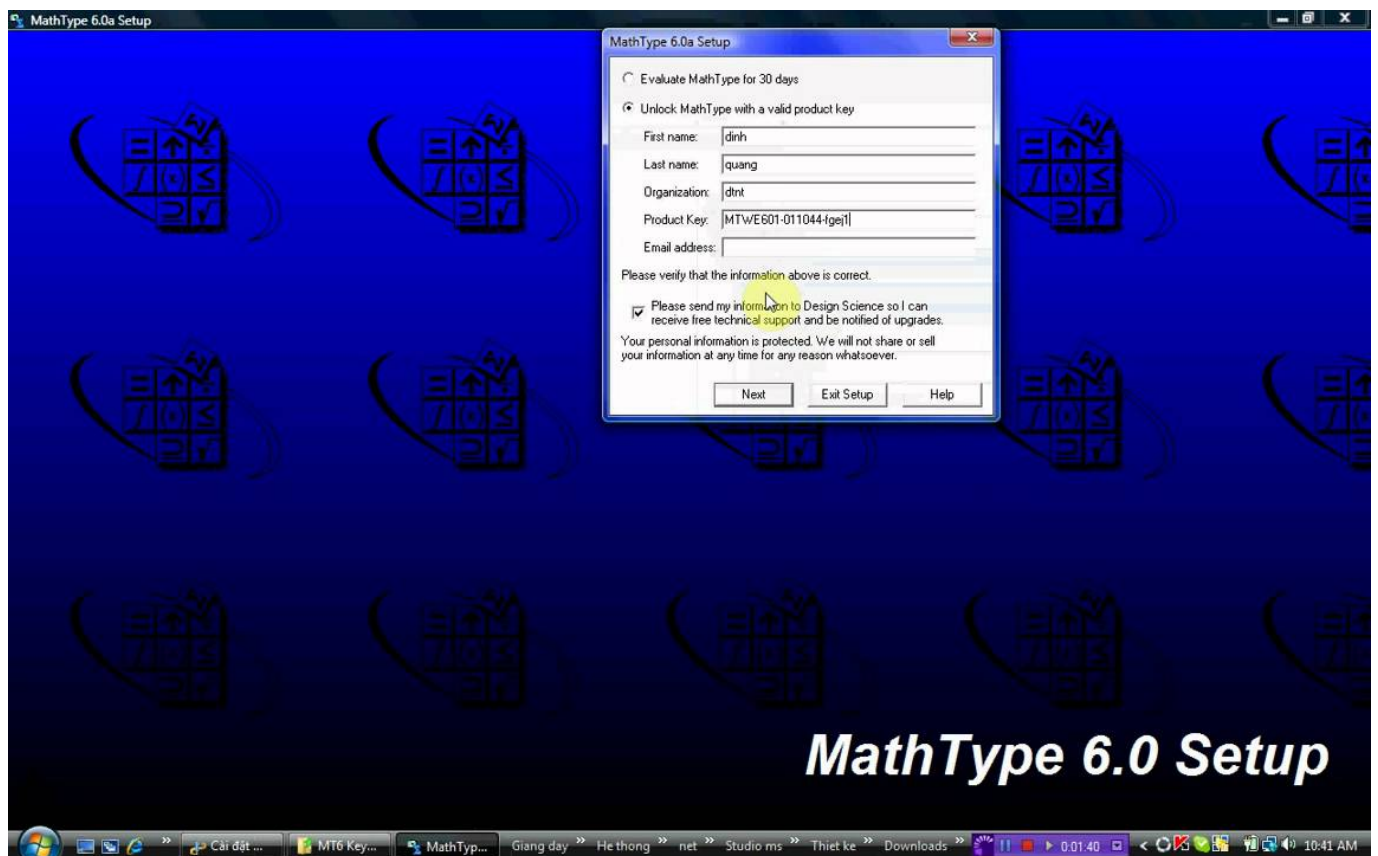 MathType 6.0a Setup
MathType 6.0a Setup
Evaluate MathType for 30 days
Unlock MathType with a valid product key
First name: dinh
Last name: quang
Organization: dtnt
Product Key: MTWE601-011044-fgej1
Email address:
Please verify that the information above is correct.
Please send my information to Design Science so I can
receive free technical support and be notified of upgrades.
Your personal information is protected. We will not share or sell
your information at any time for any reason whatsoever.
Next Exit Setup Help
MathType 6.0 Setup
Cài đặt ... MT6 Key... MathTyp... Giang day He thong net Studio ms Thiet ke Downloads 0:01:40 10:41 AM